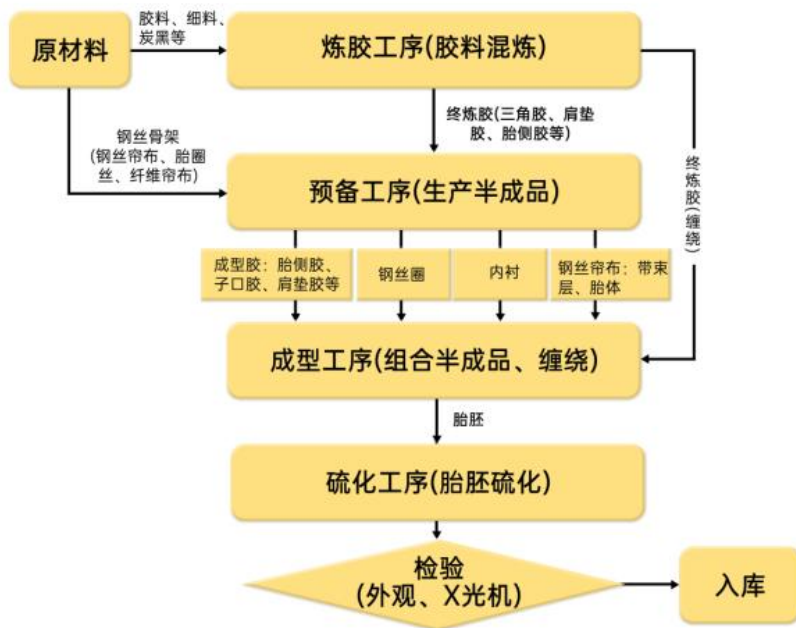 胶料、细料、
炭黑等
原材料
炼胶工序(胶料混炼)
终炼胶(三角胶、肩垫
胶、胎侧胶等)
钢丝骨架
(钢丝帘布、胎圈
丝、纤维帘布)
终炼胶(缠绕)
预备工序(生产半成品)
成型胶：胎侧胶、
子口胶、肩垫胶等
钢丝圈
内衬
钢丝帘布：带束
层、胎体
成型工序(组合半成品、缠绕)
胎胚
硫化工序(胎胚硫化)
检验
(外观、X光机)
入库